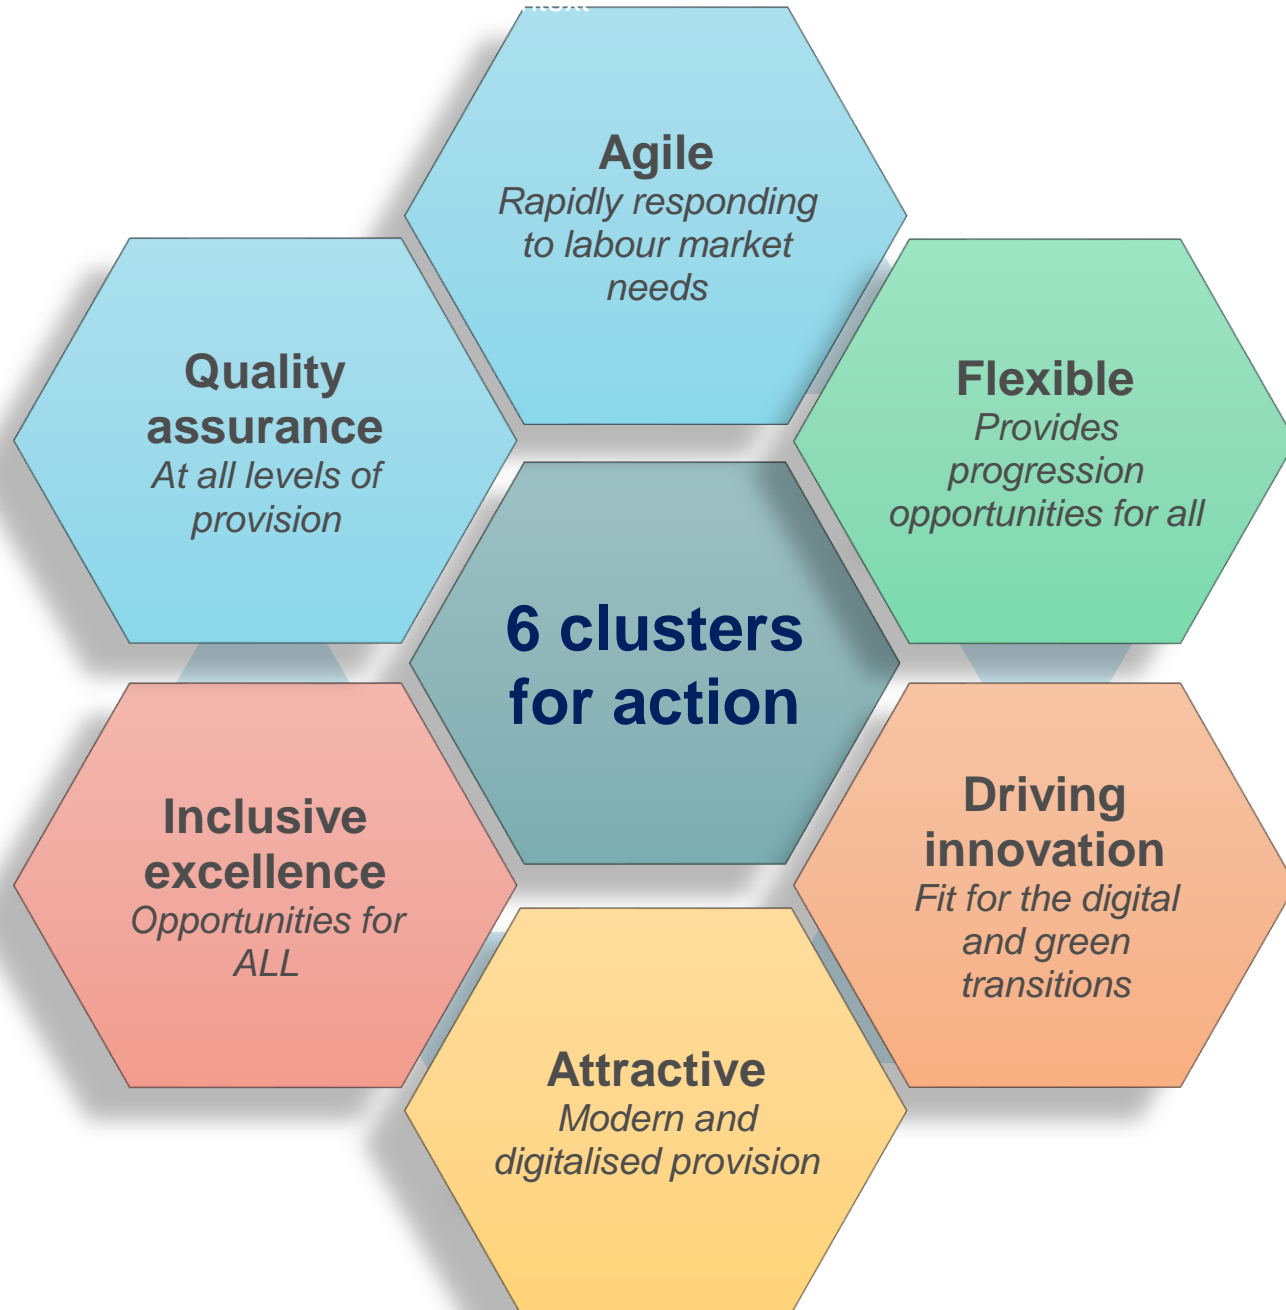 Agile
Rapidly responding
to labour market
needs
Flexible
Provides
progression
opportunities for all
Driving
innovation
Fit for the digital
and green
transitions
Attractive
Modern and
digitalised provision
Inclusive
excellence
Opportunities for
ALL
Quality
assurance
At all levels of
provision
6 clusters
for action